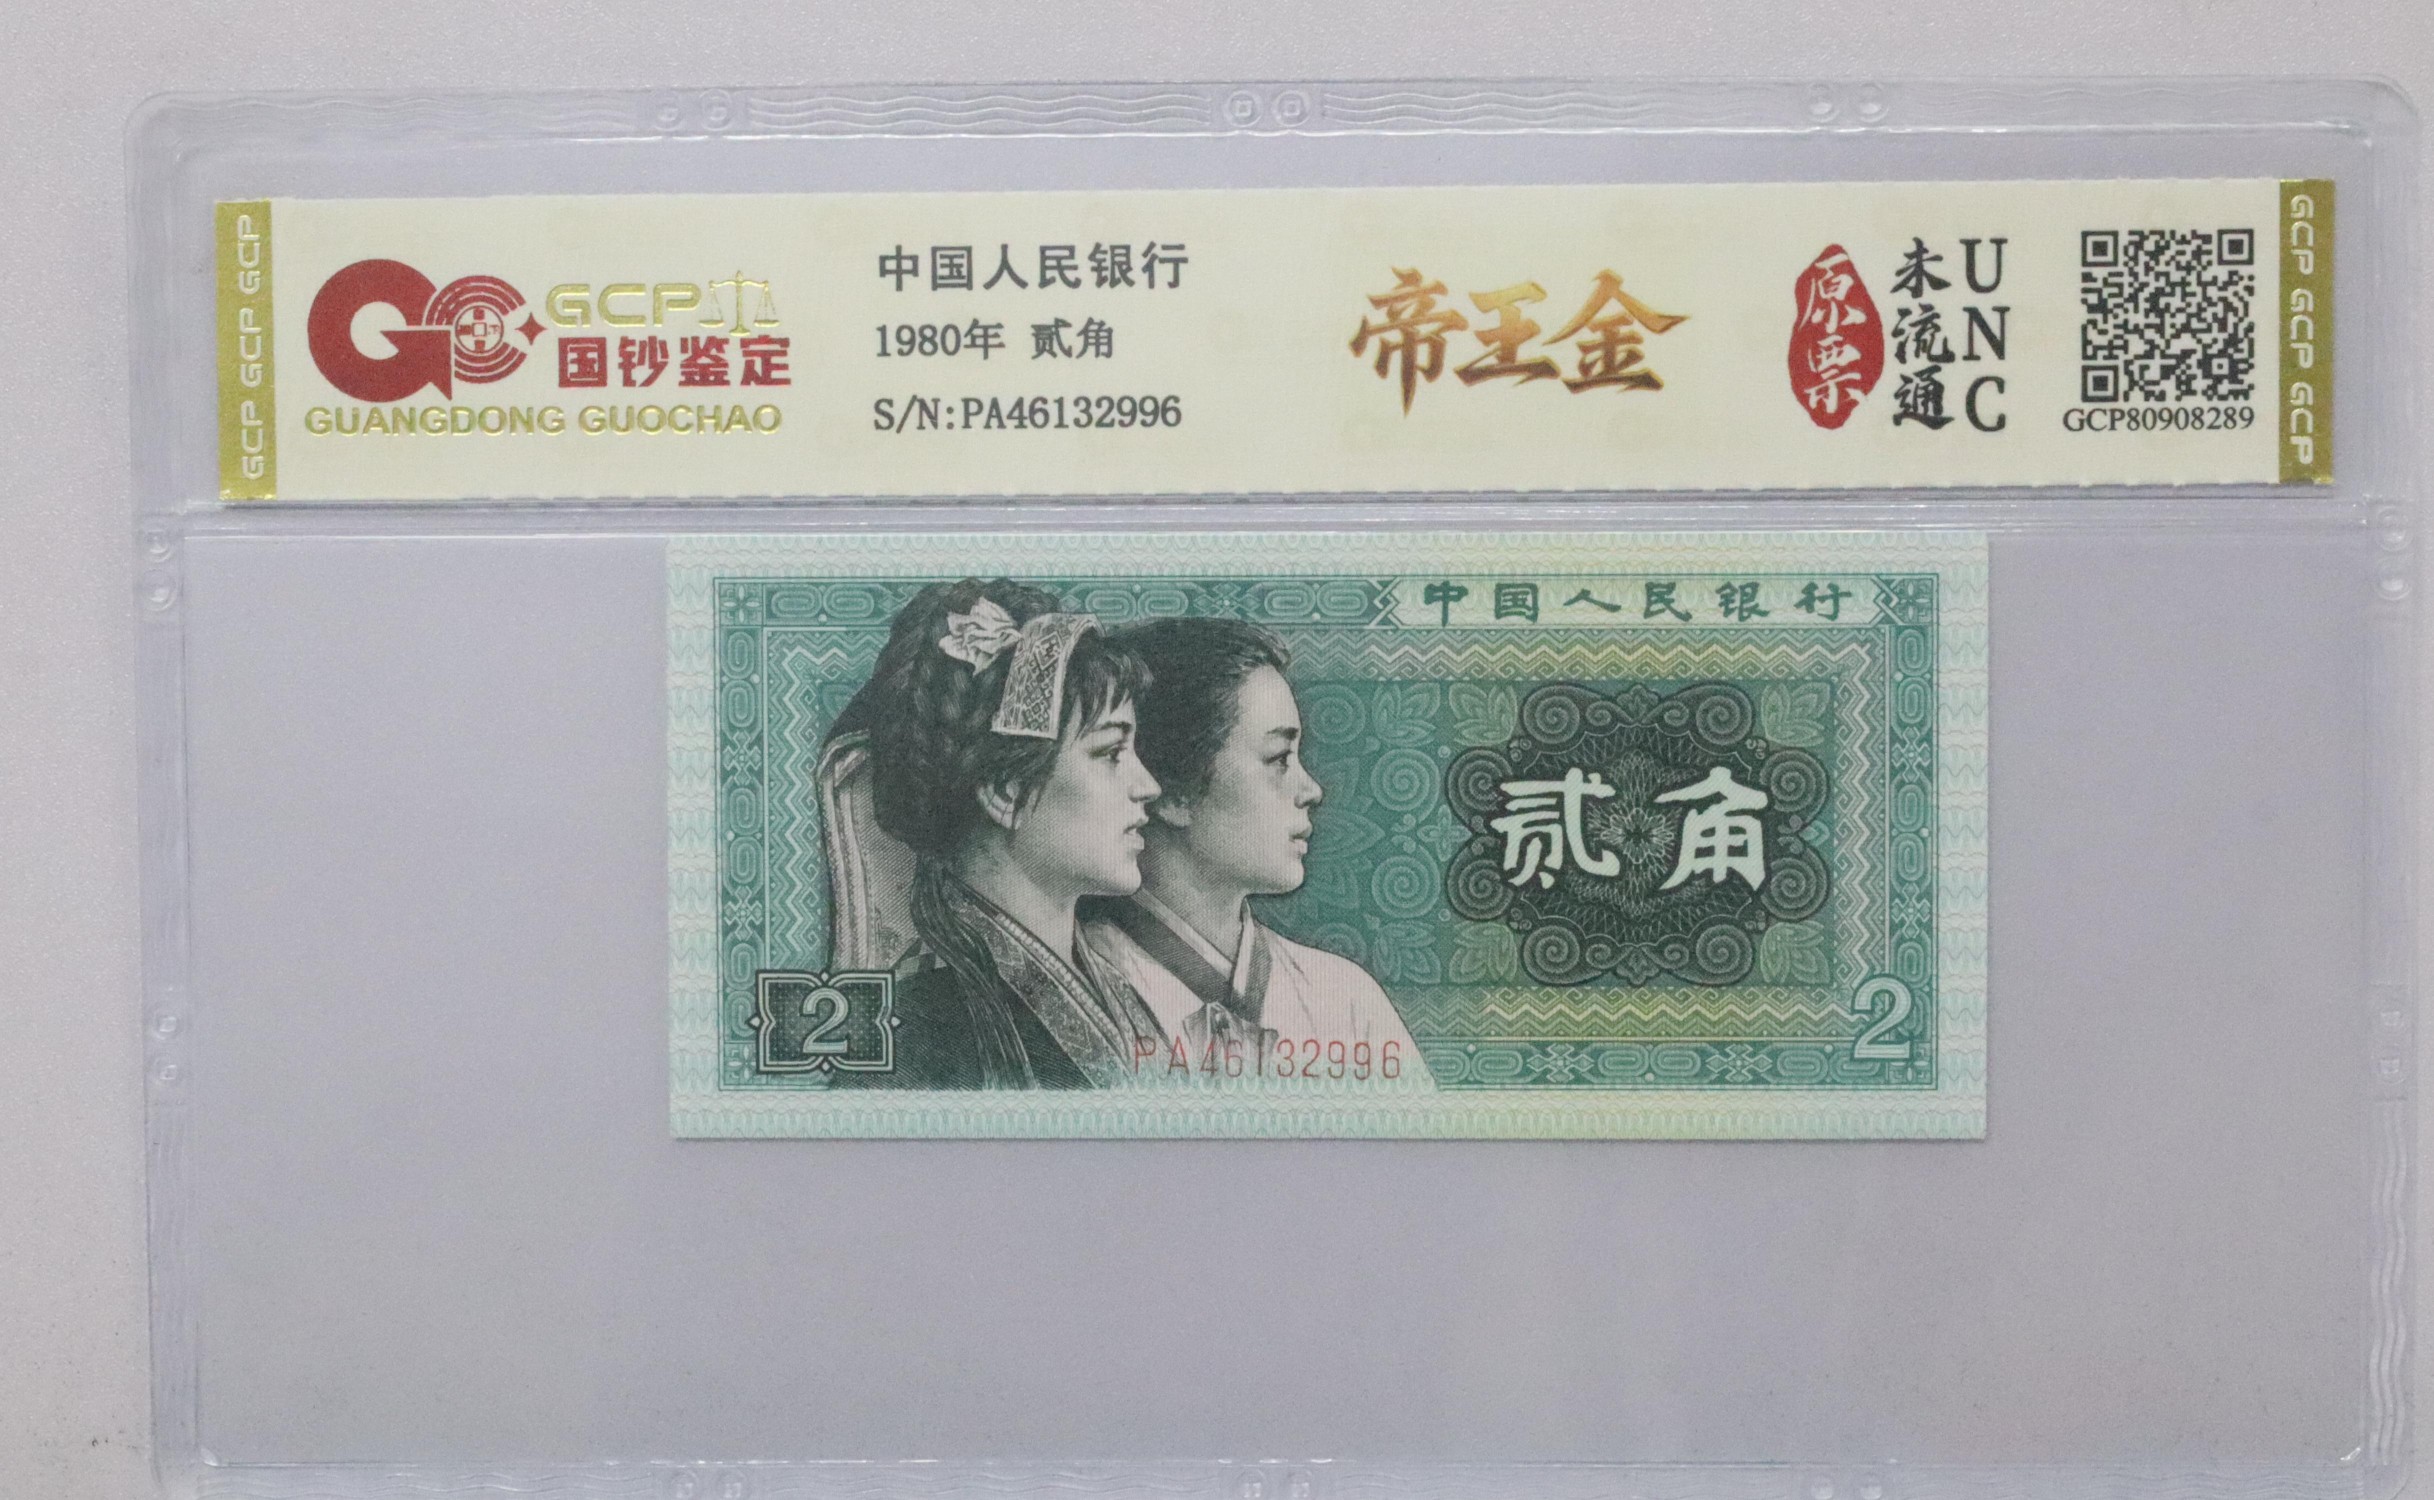 GCP GCP GCP
GCP
国钞鉴定
GUANGDONG GUOCHAO
中国人民银行
1980年 贰角
S/N:PA46132996
帝王金
原票
未流通
UNC
GCP80908289
GCP GCP GCP
中国人民银行
贰角
2
2
PA46132996